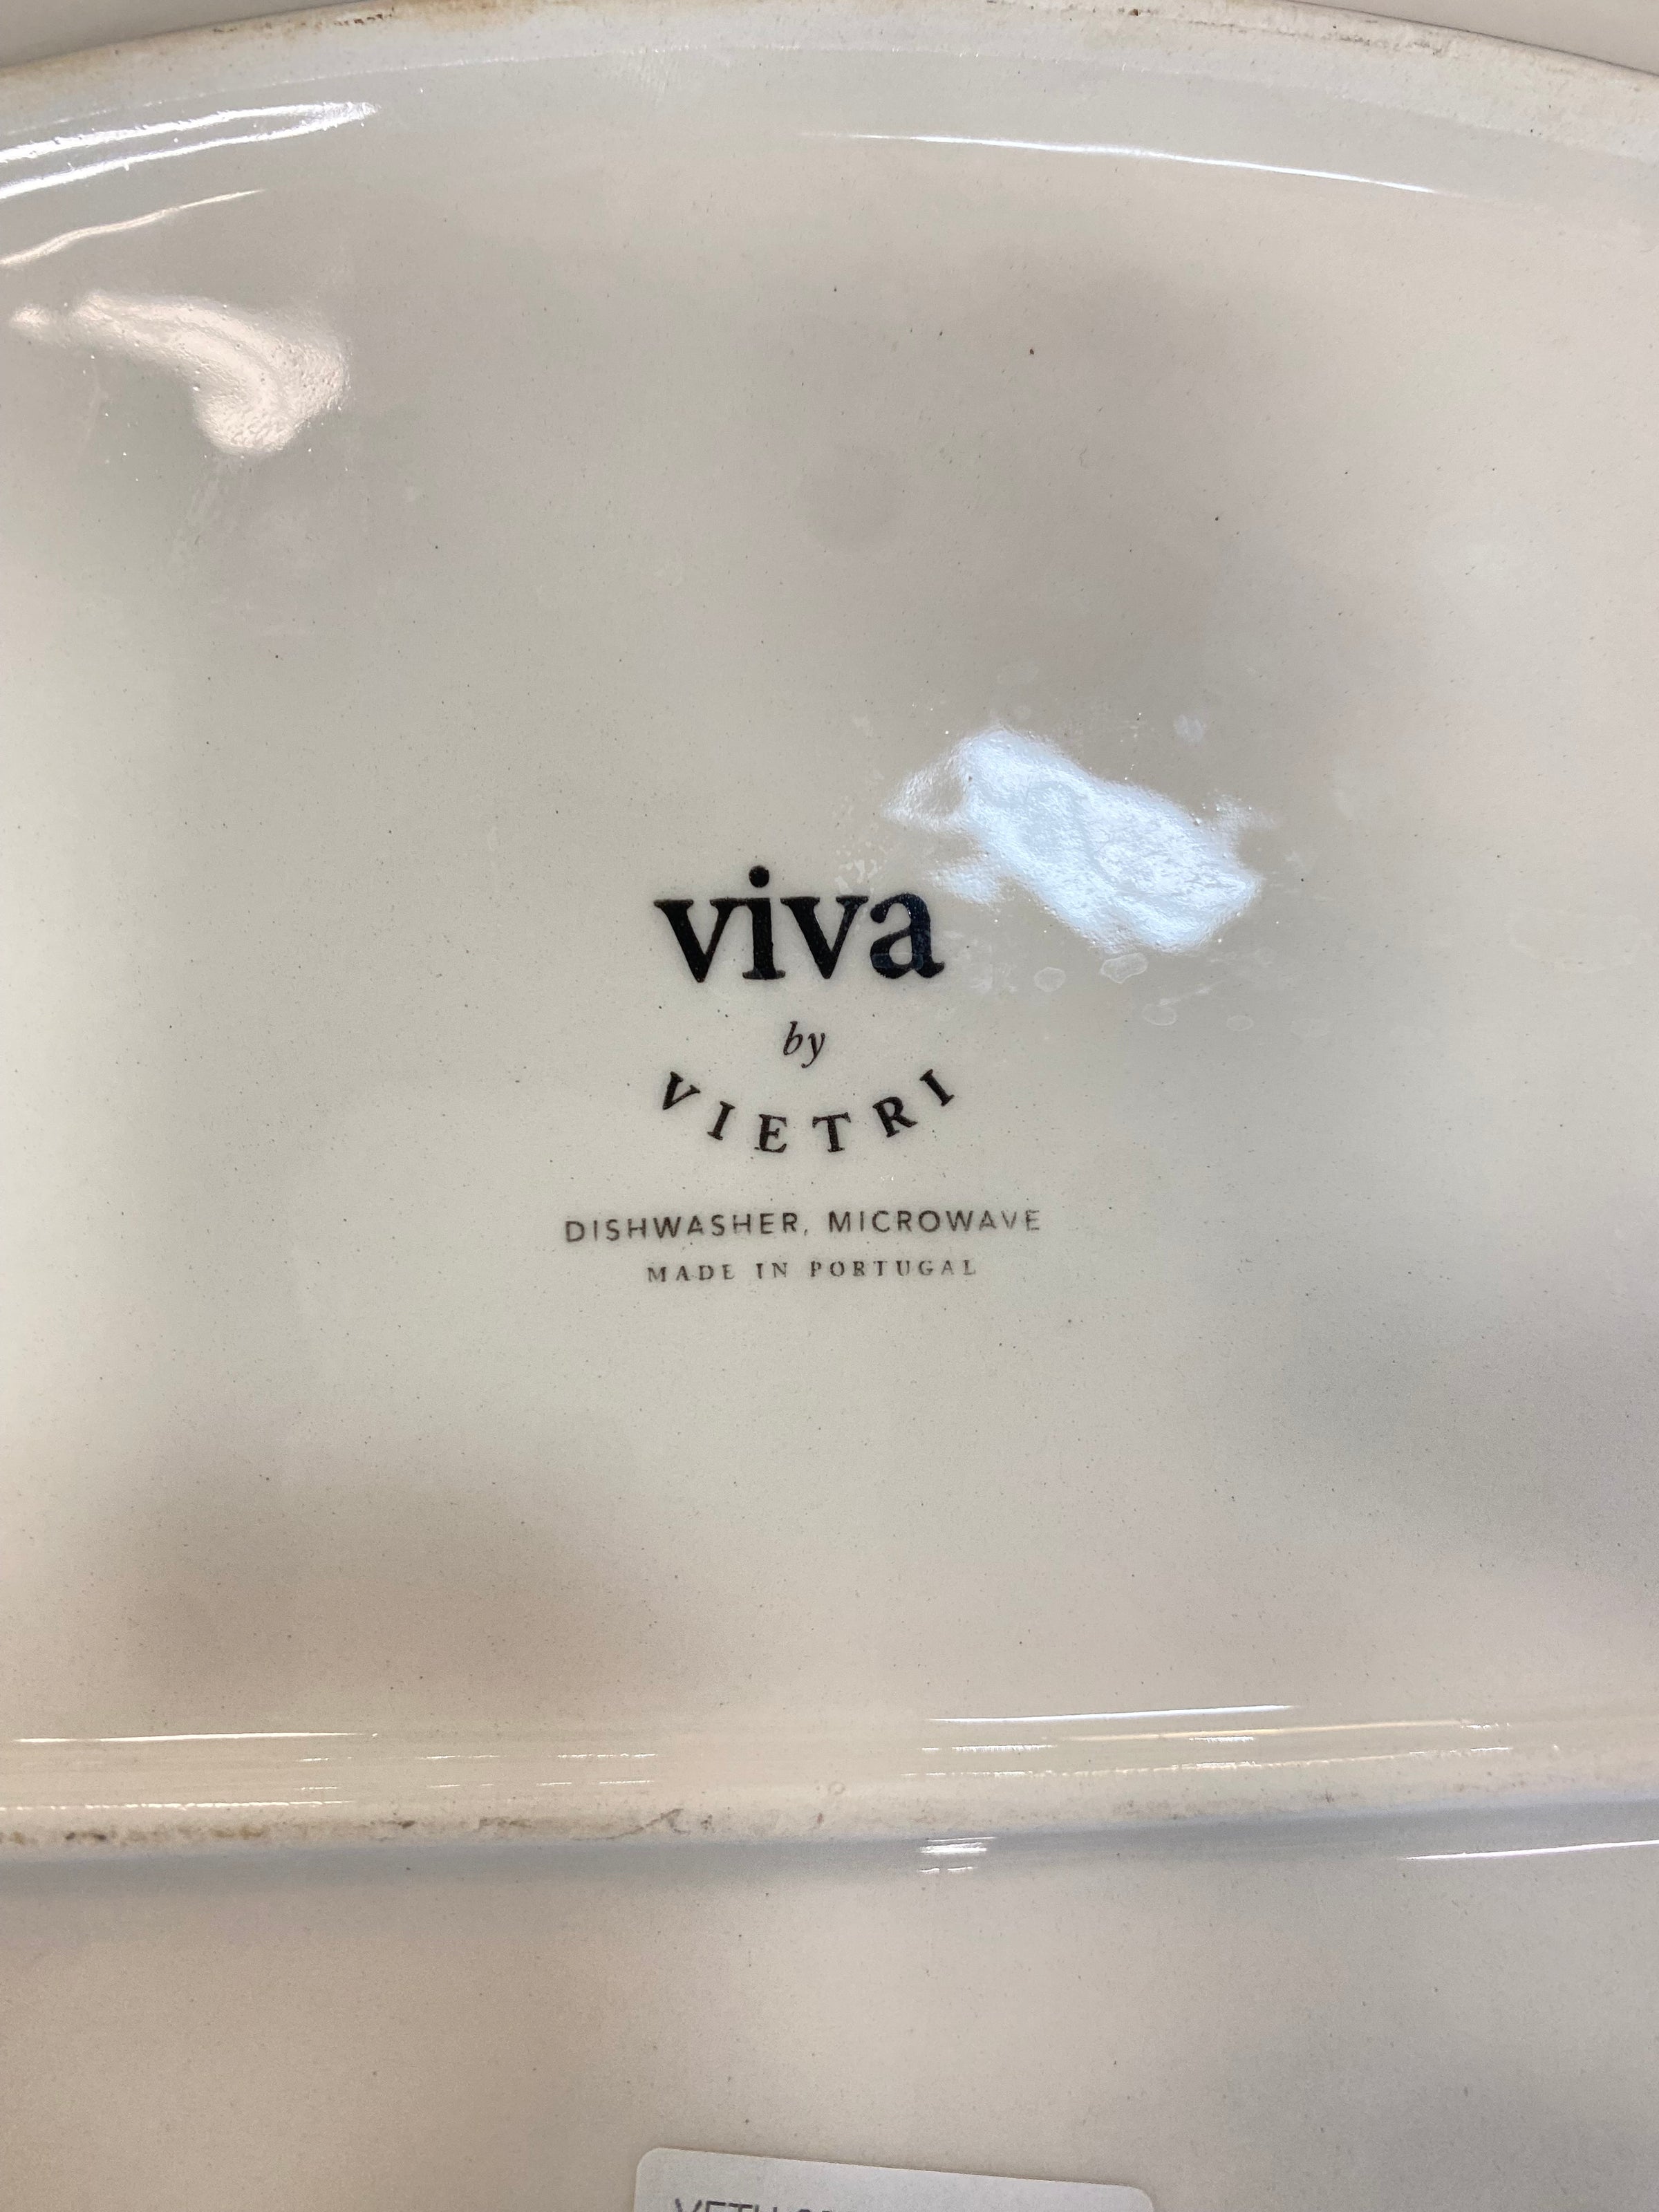 viva
by
VIETRI
DISHWASHER, MICROWAVE
MADE IN PORTUGAL